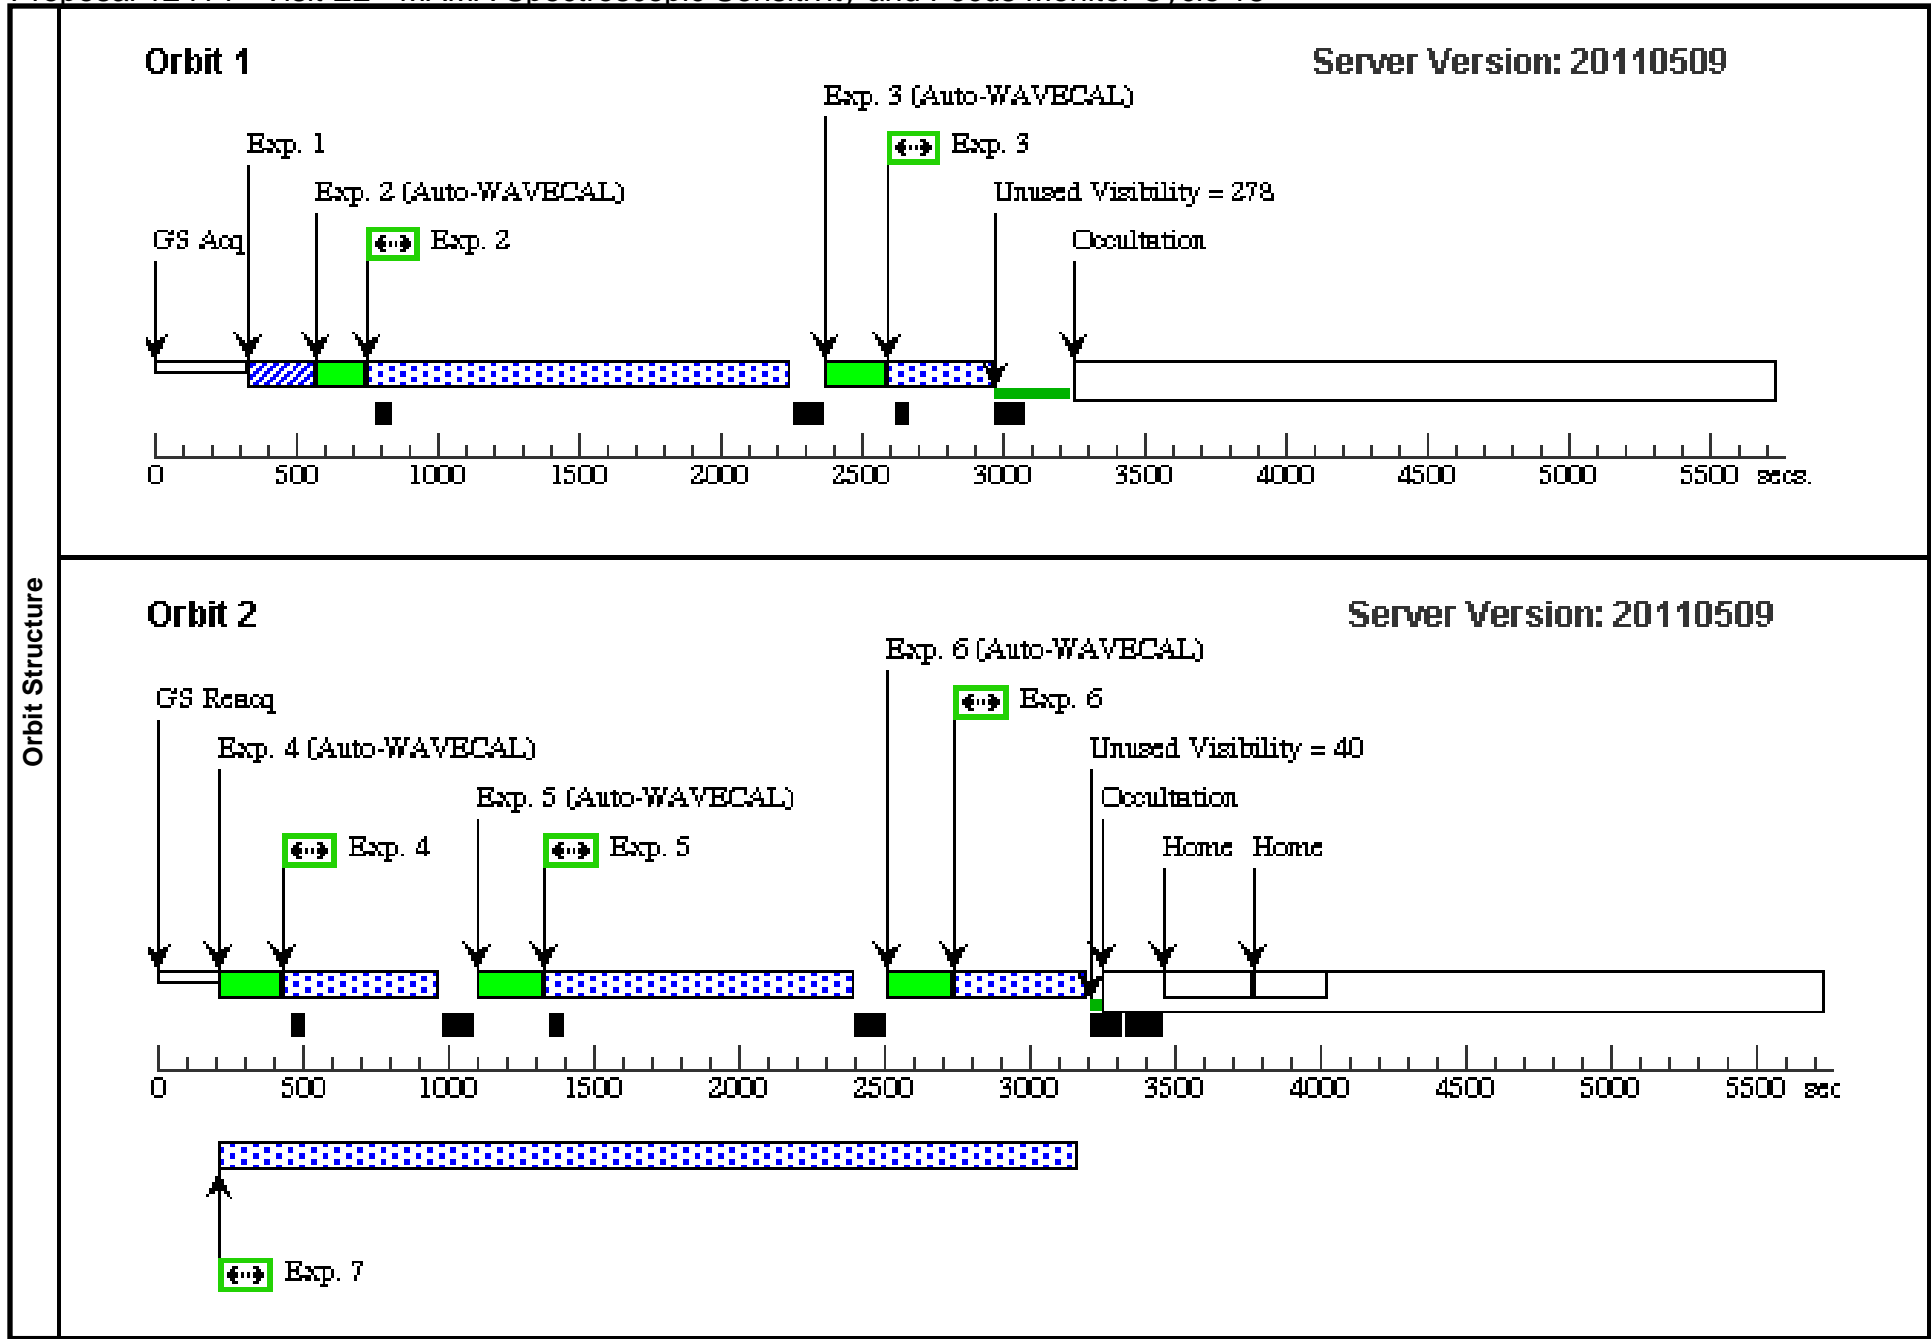 Orbit Structure
Orbit 1
Server Version: 20110509
Exp. 3 (Auto-WAVECAL)
Exp. 1
Exp. 3
Exp. 2 (Auto-WAVECAL)
Unused Visibility = 278
GS Acq
Exp. 2
Occultation
0 500 1000 1500 2000 2500 3000 3500 4000 4500 5000 5500 secs.
Orbit 2
Server Version: 20110509
Exp. 6 (Auto-WAVECAL)
GS Reacq
Exp. 6
Exp. 4 (Auto-WAVECAL)
Unused Visibility = 40
Exp. 5 (Auto-WAVECAL)
Occultation
Exp. 4
Exp. 5
Home Home
0 500 1000 1500 2000 2500 3000 3500 4000 4500 5000 5500 sec
Exp. 7